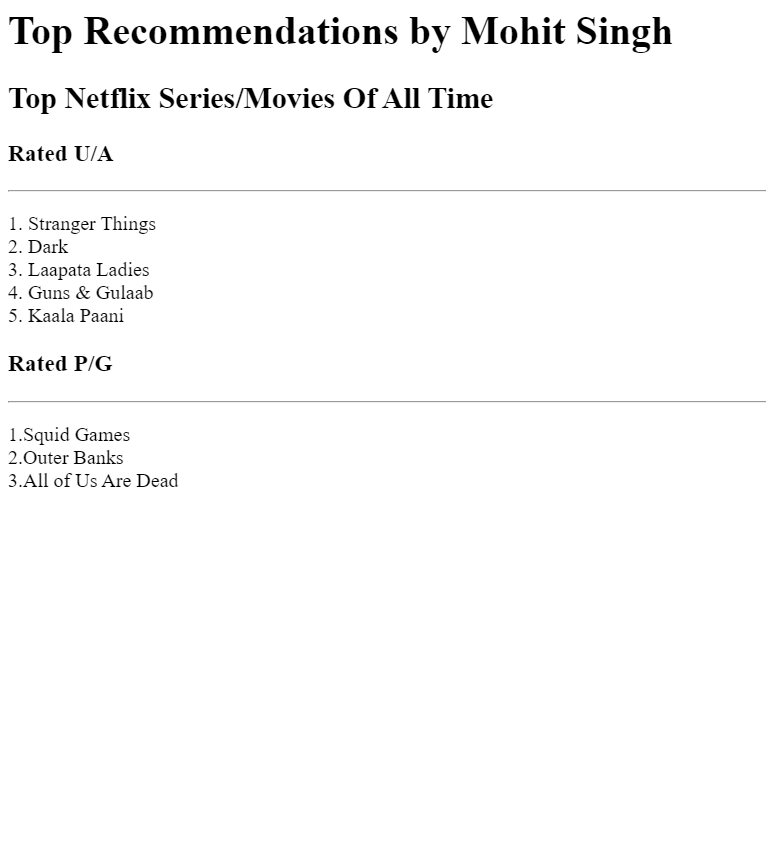 Top Recommendations by Mohit Singh
Top Netflix Series/Movies Of All Time
Rated U/A
1. Stranger Things
2. Dark
3. Laapata Ladies
4. Guns & Gulaab
5. Kaala Paani
Rated P/G
1.Squid Games
2.Outer Banks
3.All of Us Are Dead